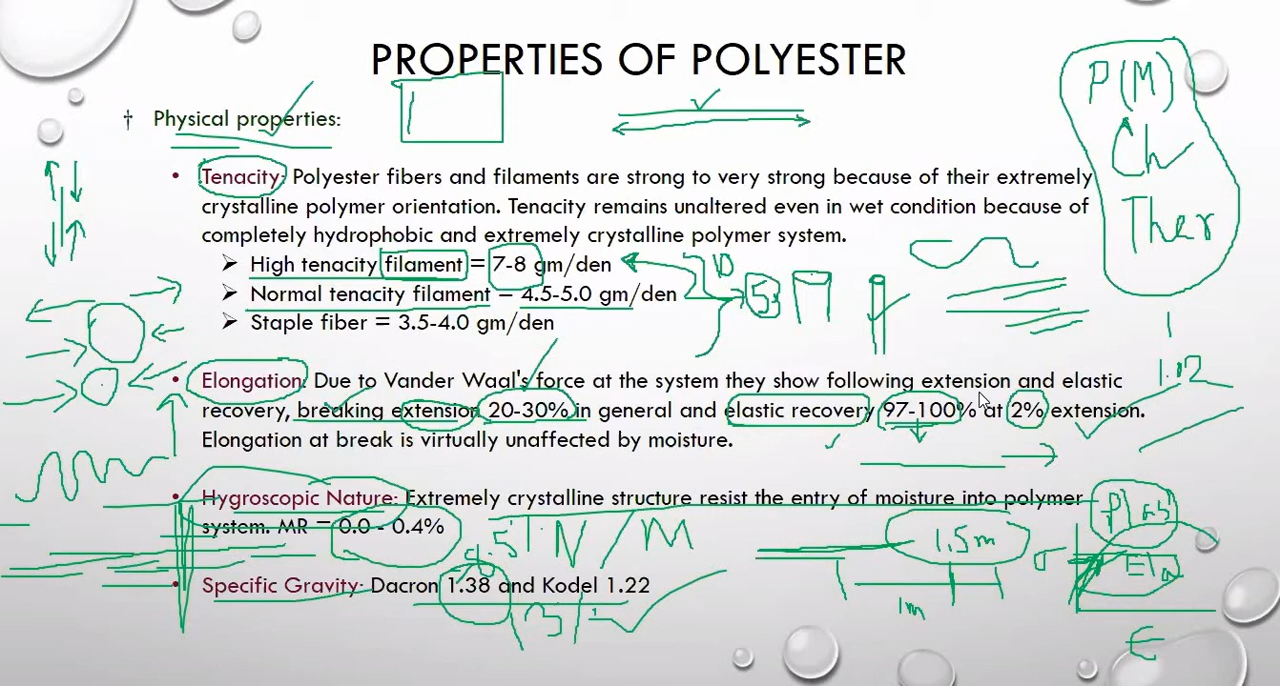 PROPERTIES OF POLYESTER
† Physical properties:
• Tenacity: Polyester fibers and filaments are strong to very strong because of their extremely
crystalline polymer orientation. Tenacity remains unaltered even in wet condition because of
completely hydrophobic and extremely crystalline polymer system.
➢ High tenacity filament = 7-8 gm/den
➢ Normal tenacity filament – 4.5-5.0 gm/den
➢ Staple fiber = 3.5-4.0 gm/den
• Elongation: Due to Vander Waal's force at the system they show following extension and elastic
recovery, breaking extension 20-30% in general and elastic recovery 97-100% at 2% extension.
Elongation at break is virtually unaffected by moisture.
• Hygroscopic Nature: Extremely crystalline structure resist the entry of moisture into polymer
system. MR = 0.0 - 0.4%
• Specific Gravity: Dacron 1.38 and Kodel 1.22
P(M)
Ch
Ther
10
53
1.02
N/M
1.5m
1m
σ
Ela
€